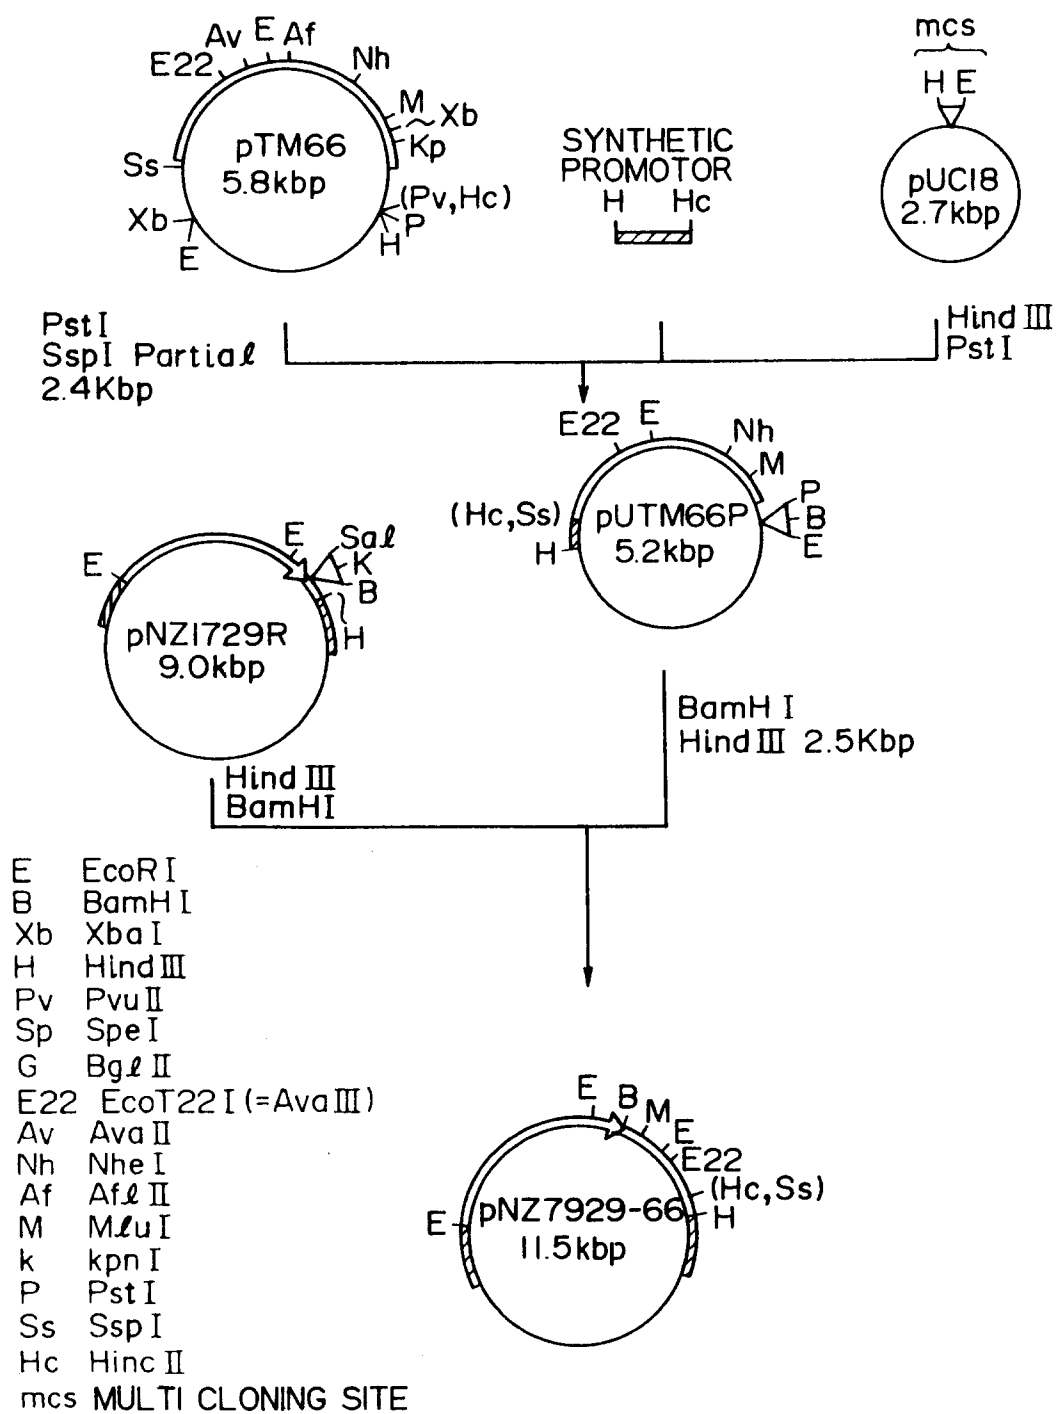 Av E Af
E22
Nh
M
Xb
Kp
pTM66
5.8kbp
Ss
(Pv,Hc)
P
H
Xb
E
SYNTHETIC
PROMOTOR
H Hc
mcs
H E
pUC18
2.7kbp
Pst I
Ssp I Partial
2.4Kbp
Hind III
Pst I
E22 E
Nh
M
(Hc,Ss)
H
pUTM66P
5.2kbp
P
B
E
E
E
Sal
K
B
H
pNZ1729R
9.0kbp
Hind III
BamHI
BamH I
Hind III 2.5Kbp
E EcoR I
B BamH I
Xb Xba I
H Hind III
Pv Pvu II
Sp Spe I
G Bgl II
E22 EcoT22 I (=Ava III)
Av Ava II
Nh Nhe I
Af Afl II
M Mlu I
k kpn I
P Pst I
Ss Ssp I
Hc Hinc II
mcs MULTI CLONING SITE
E B
M
E
E22
(Hc,Ss)
H
E
pNZ7929-66
11.5kbp